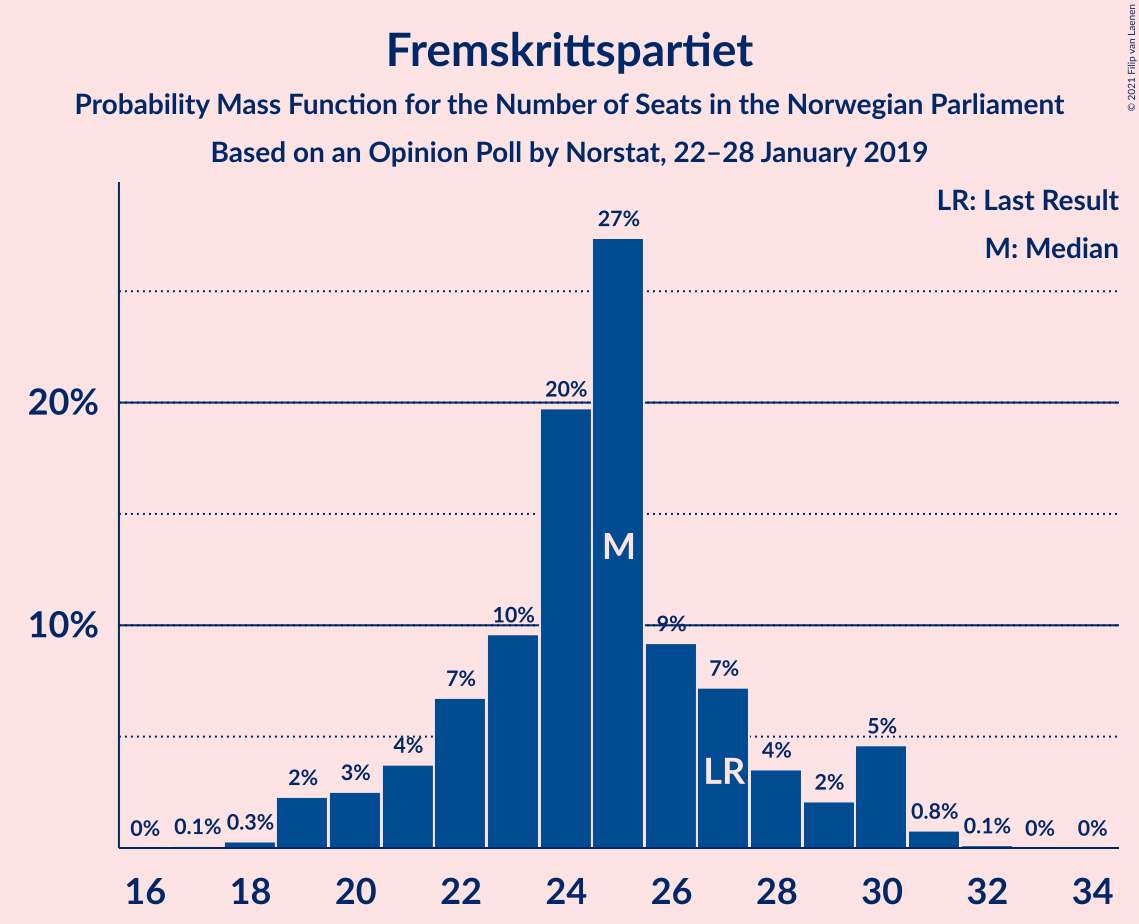 Fremskrittspartiet
Probability Mass Function for the Number of Seats in the Norwegian Parliament
Based on an Opinion Poll by Norstat, 22–28 January 2019
© 2021 Filip van Laenen
LR: Last Result
M: Median
27%
20%
20%
M
10%
10%
9%
7%
7%
LR
4%
4%
5%
2%
3%
2%
0%
0.1%
0.3%
0.8%
0.1%
0%
0%
16 18 20 22 24 26 28 30 32 34